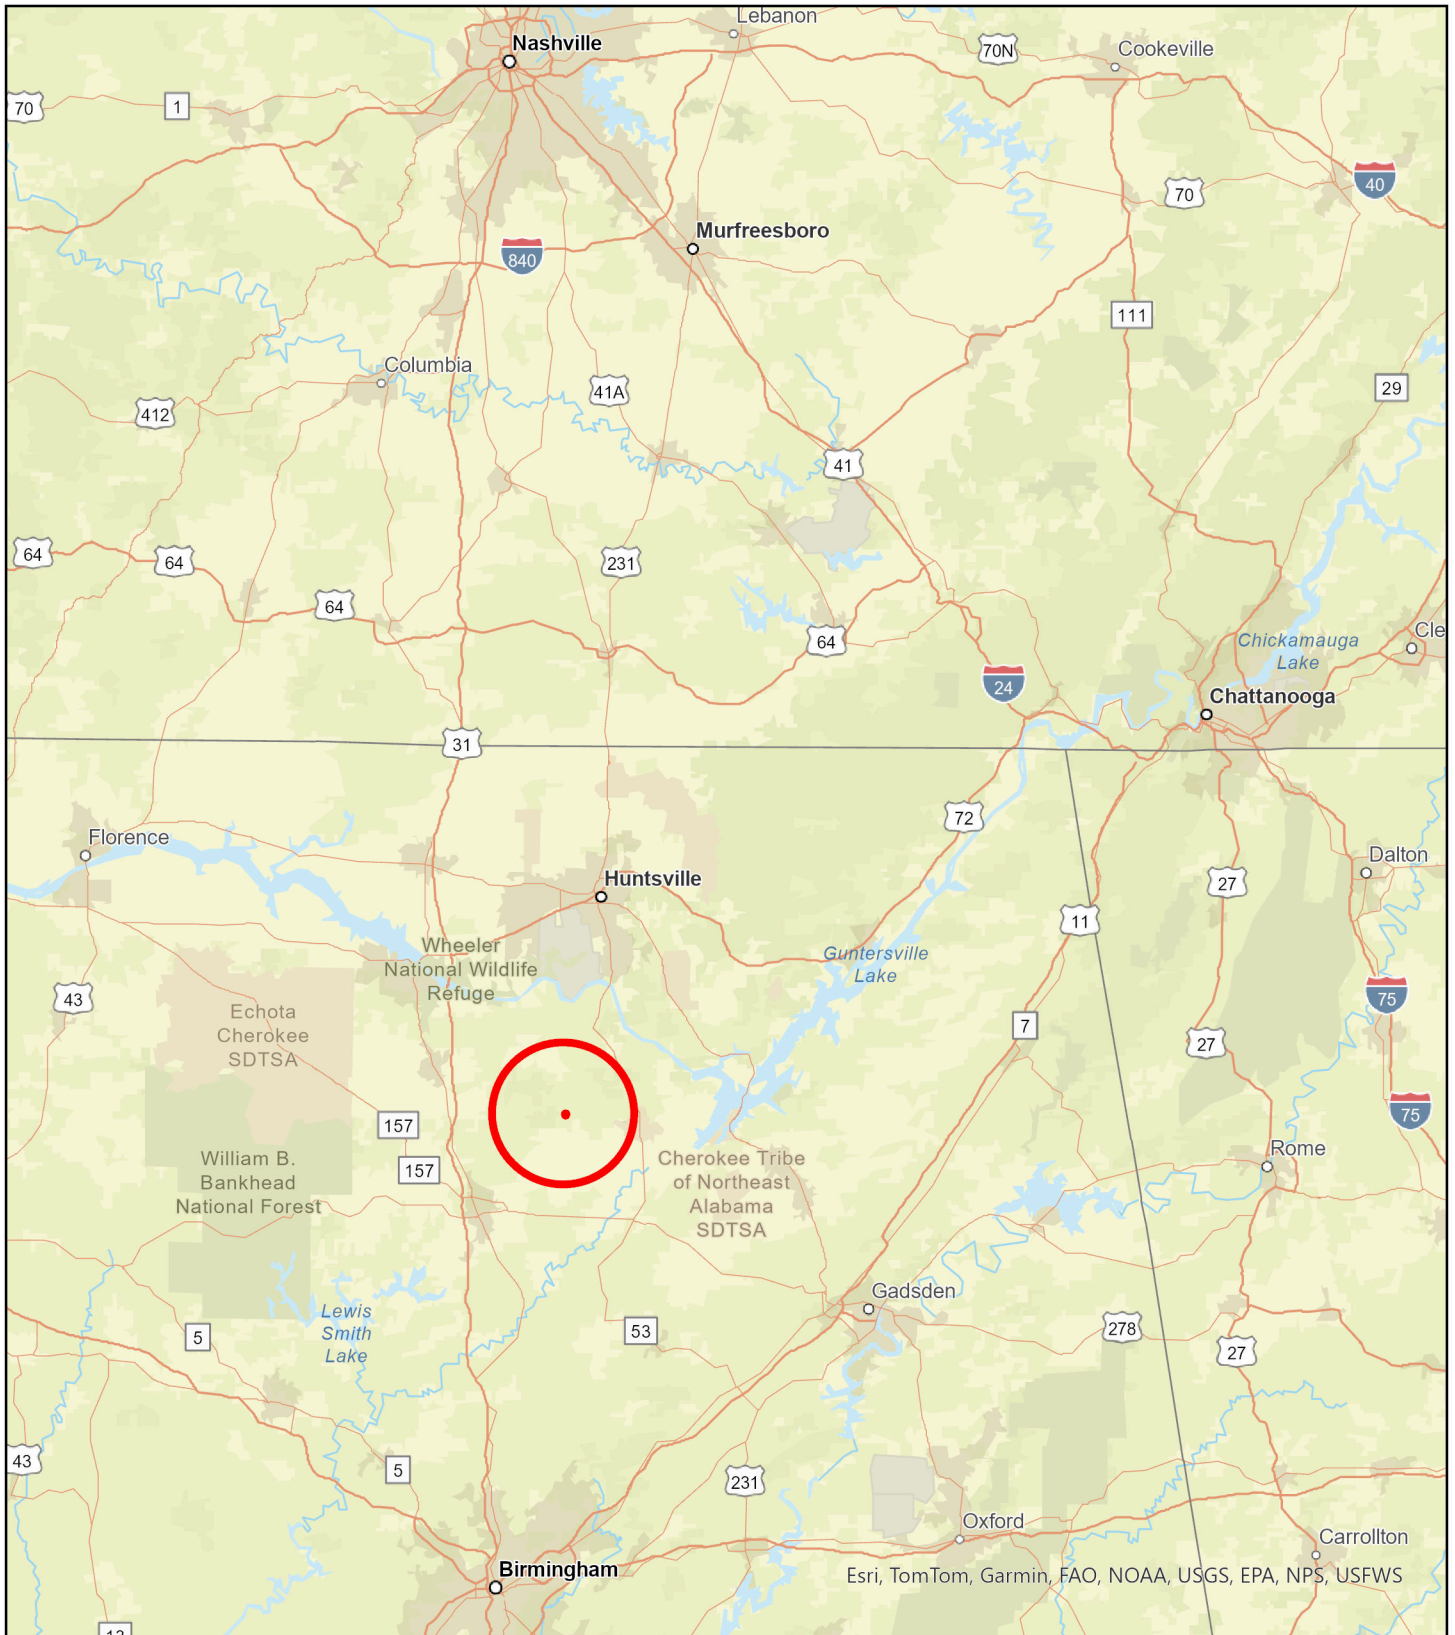 Lebanon
Nashville
70N
Cookeville
70
1
40
70
Murfreesboro
840
111
Columbia
41A
29
412
41
64
64
231
64
64
Chickamauga
Lake
Cle
24
Chattanooga
31
72
Florence
Dalton
Huntsville
27
11
Wheeler
National Wildlife
Refuge
Guntersville
Lake
43
75
Echota
Cherokee
SDTSA
7
27
75
157
William B.
Bankhead
National Forest
157
Cherokee Tribe
of Northeast
Alabama
SDTSA
Rome
Gadsden
Lewis
Smith
Lake
5
53
278
27
43
5
231
Oxford
Carrollton
Birmingham
Esri, TomTom, Garmin, FAO, NOAA, USGS, EPA, NPS, USFWS